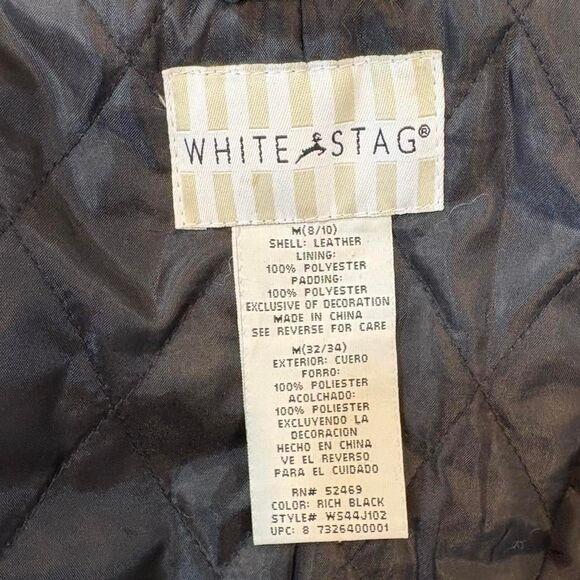 WHITE STAG®
M(8/10)
SHELL: LEATHER
LINING:
100% POLYESTER
PADDING:
100% POLYESTER
EXCLUSIVE OF DECORATION
MADE IN CHINA
SEE REVERSE FOR CARE
M(32/34)
EXTERIOR: CUERO
FORRO:
100% POLIESTER
ACOLCHADO:
100% POLIESTER
EXCLUYENDO LA
DECORACION
HECHO EN CHINA
VE EL REVERSO
PARA EL CUIDADO
RN# 52469
COLOR: RICH BLACK
STYLE# WS44J102
UPC: 8 7326400001